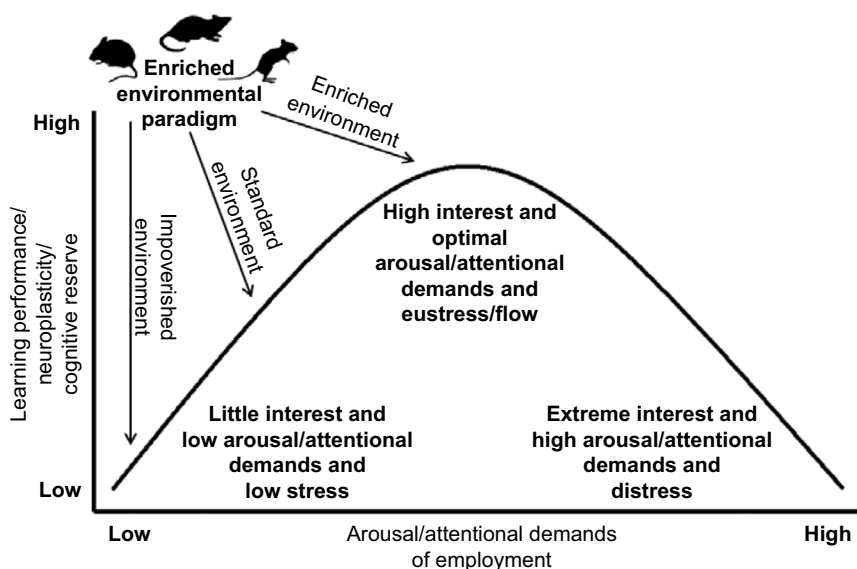 Enriched
environmental
paradigm
Enriched
environment
Standard
environment
Impoverished
environment
High
Learning performance/
neuroplasticity/
cognitive reserve
Low
High interest and
optimal
arousal/attentional
demands and
eustress/flow
Little interest and
low arousal/attentional
demands and
low stress
Extreme interest and
high arousal/attentional
demands and
distress
Low
Arousal/attentional demands
of employment
High